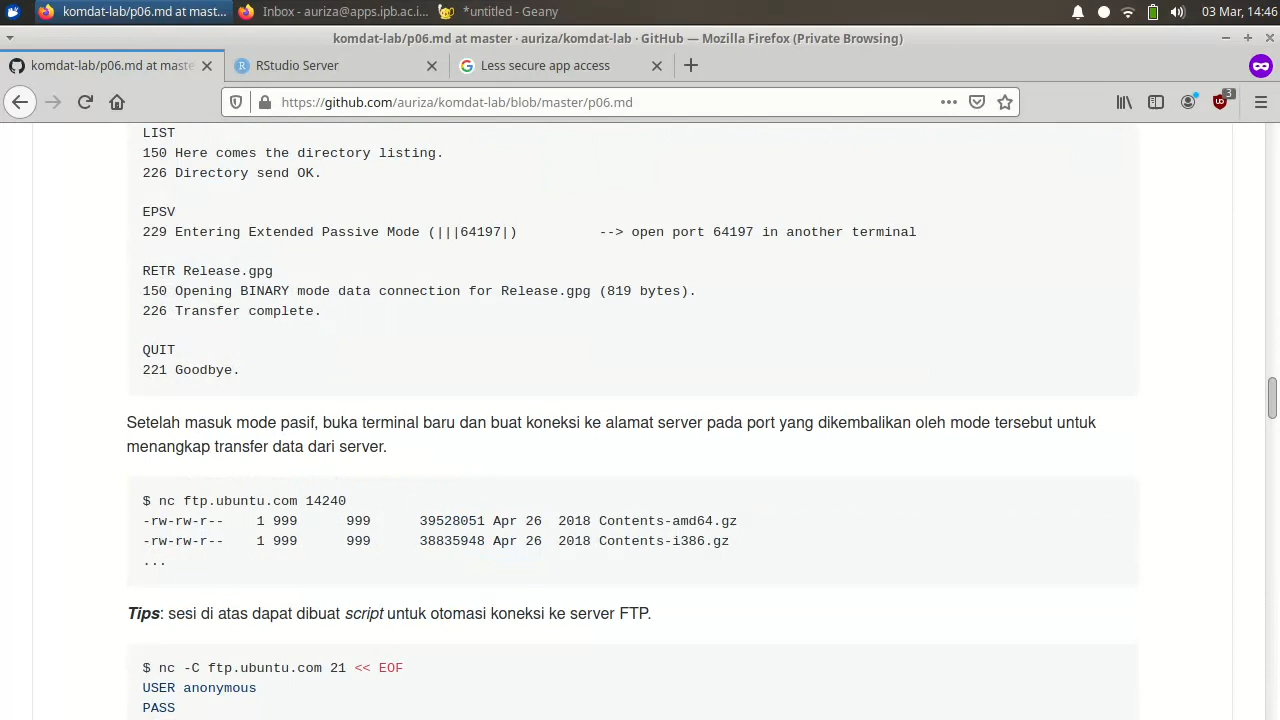 komdat-lab/p06.md at mast...
Inbox - auriza@apps.ipb.ac.i...
*untitled - Geany
03 Mar, 14:46
komdat-lab/p06.md at master · auriza/komdat-lab · GitHub — Mozilla Firefox (Private Browsing)
komdat-lab/p06.md at maste
RStudio Server
Less secure app access
https://github.com/auriza/komdat-lab/blob/master/p06.md
3
LIST
150 Here comes the directory listing.
226 Directory send OK.
EPSV
229 Entering Extended Passive Mode (|||64197|) --> open port 64197 in another terminal
RETR Release.gpg
150 Opening BINARY mode data connection for Release.gpg (819 bytes).
226 Transfer complete.
QUIT
221 Goodbye.
Setelah masuk mode pasif, buka terminal baru dan buat koneksi ke alamat server pada port yang dikembalikan oleh mode tersebut untuk
menangkap transfer data dari server.
$ nc ftp.ubuntu.com 14240
-rw-rw-r-- 1 999 999 39528051 Apr 26 2018 Contents-amd64.gz
-rw-rw-r-- 1 999 999 38835948 Apr 26 2018 Contents-i386.gz
...
Tips: sesi di atas dapat dibuat script untuk otomasi koneksi ke server FTP.
$ nc -C ftp.ubuntu.com 21 << EOF
USER anonymous
PASS